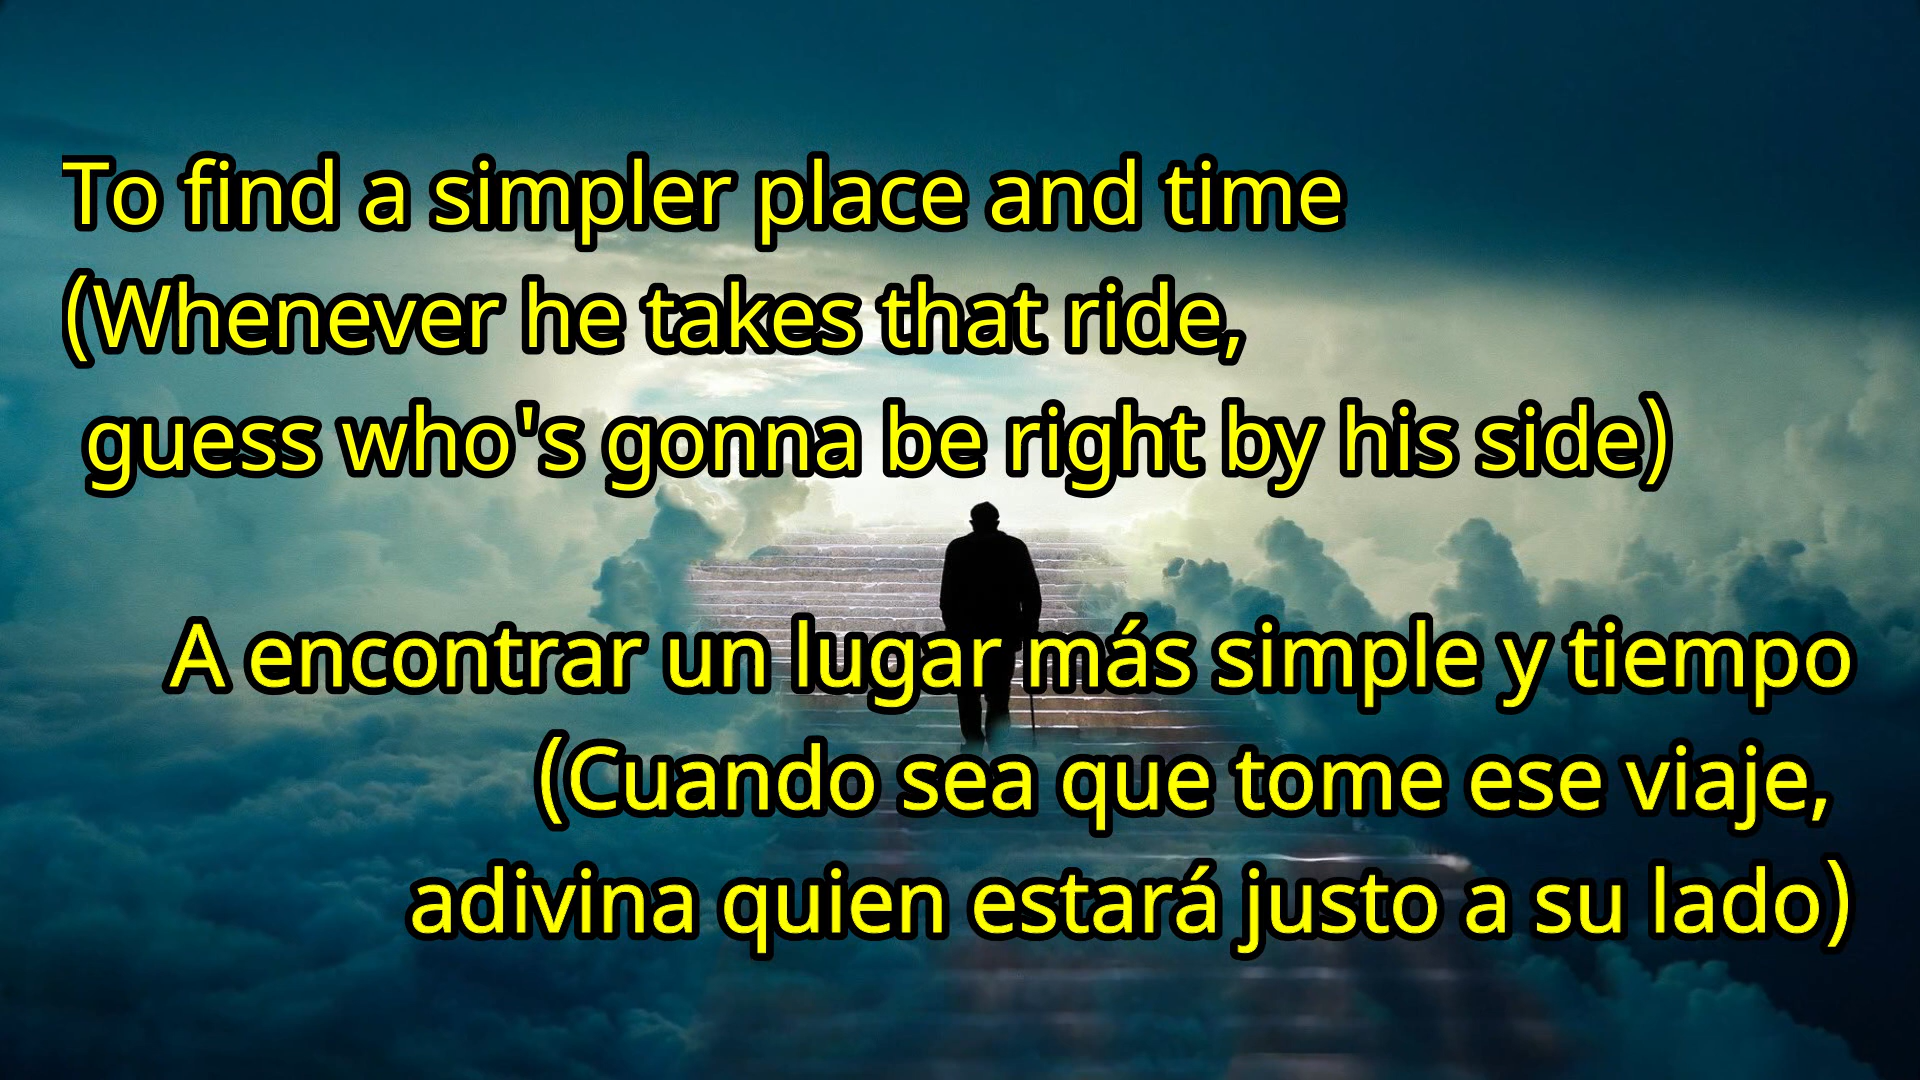 To find a simpler place and time
(Whenever he takes that ride,
guess who's gonna be right by his side)
A encontrar un lugar más simple y tiempo
(Cuando sea que tome ese viaje,
adivina quien estará justo a su lado)